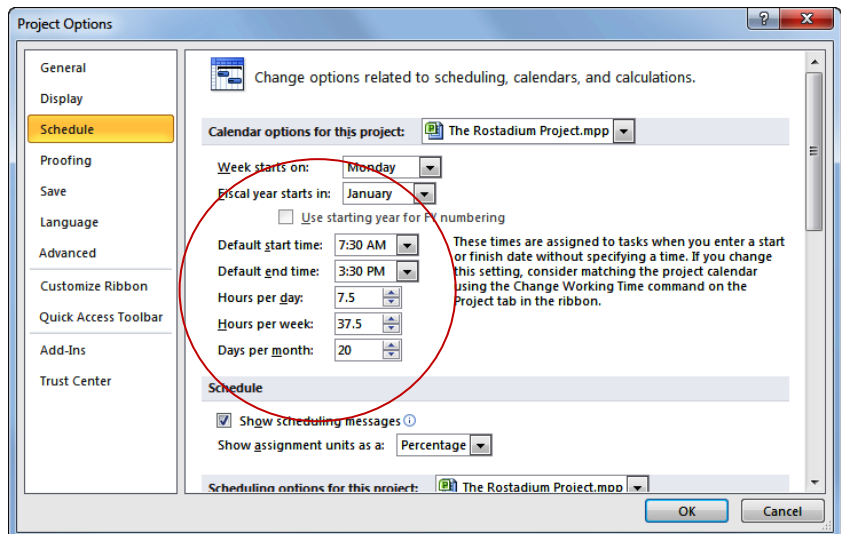 Project Options
General
Display
Schedule
Proofing
Save
Language
Advanced
Customize Ribbon
Quick Access Toolbar
Add-Ins
Trust Center
Change options related to scheduling, calendars, and calculations.
Calendar options for this project: The Rostadium Project.mpp
Week starts on: Monday
Fiscal year starts in: January
Use starting year for FY numbering
Default start time: 7:30 AM
Default end time: 3:30 PM
Hours per day: 7.5
Hours per week: 37.5
Days per month: 20
These times are assigned to tasks when you enter a start
or finish date without specifying a time. If you change
this setting, consider matching the project calendar
using the Change Working Time command on the
Project tab in the ribbon.
Schedule
Show scheduling messages
Show assignment units as a: Percentage
Scheduling options for this project: The Rostadium Project.mpp
OK Cancel